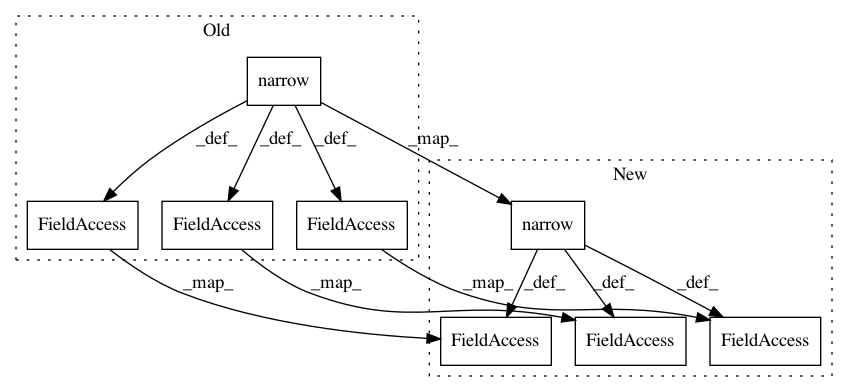 Old
narrow
_def_ _def_ _def_ _map_
New
FieldAccess FieldAccess FieldAccess narrow
_map_ _map_ _map_ _def_ _def_ _def_
FieldAccess FieldAccess FieldAccess